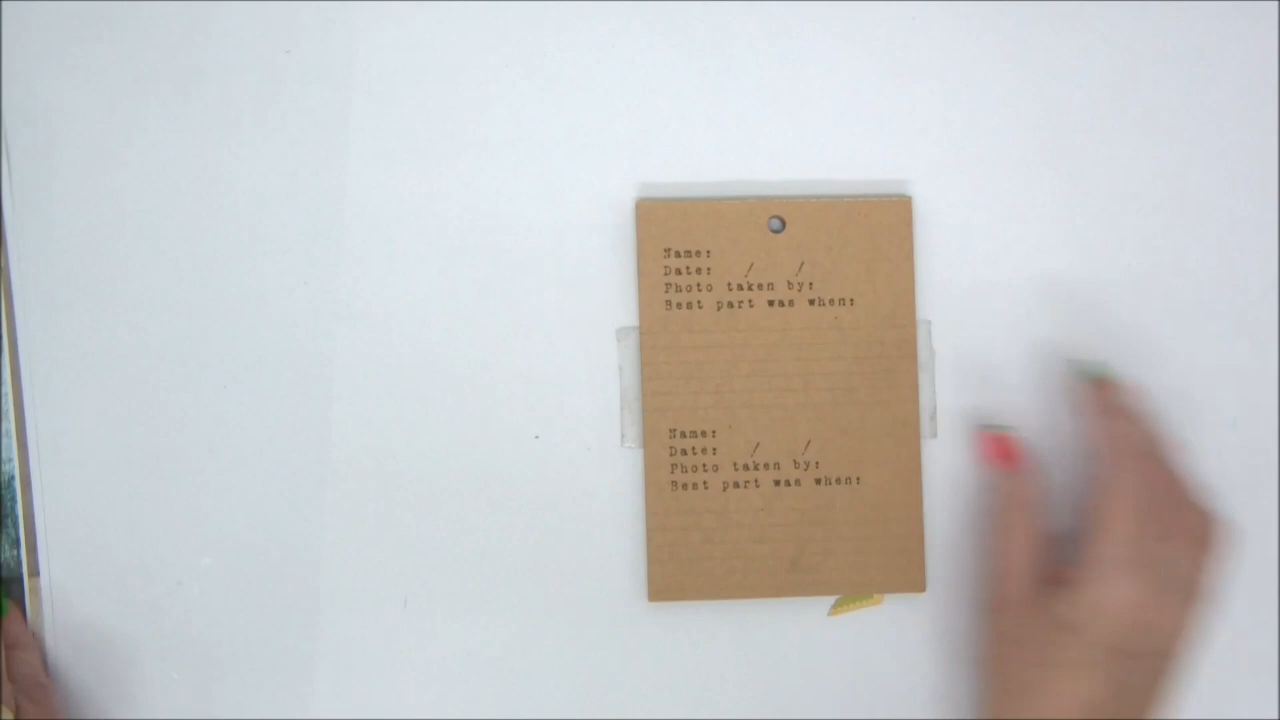 Name:
Date: / /
Photo taken by:
Best part was when:
Name:
Date: / /
Photo taken by:
Best part was when: